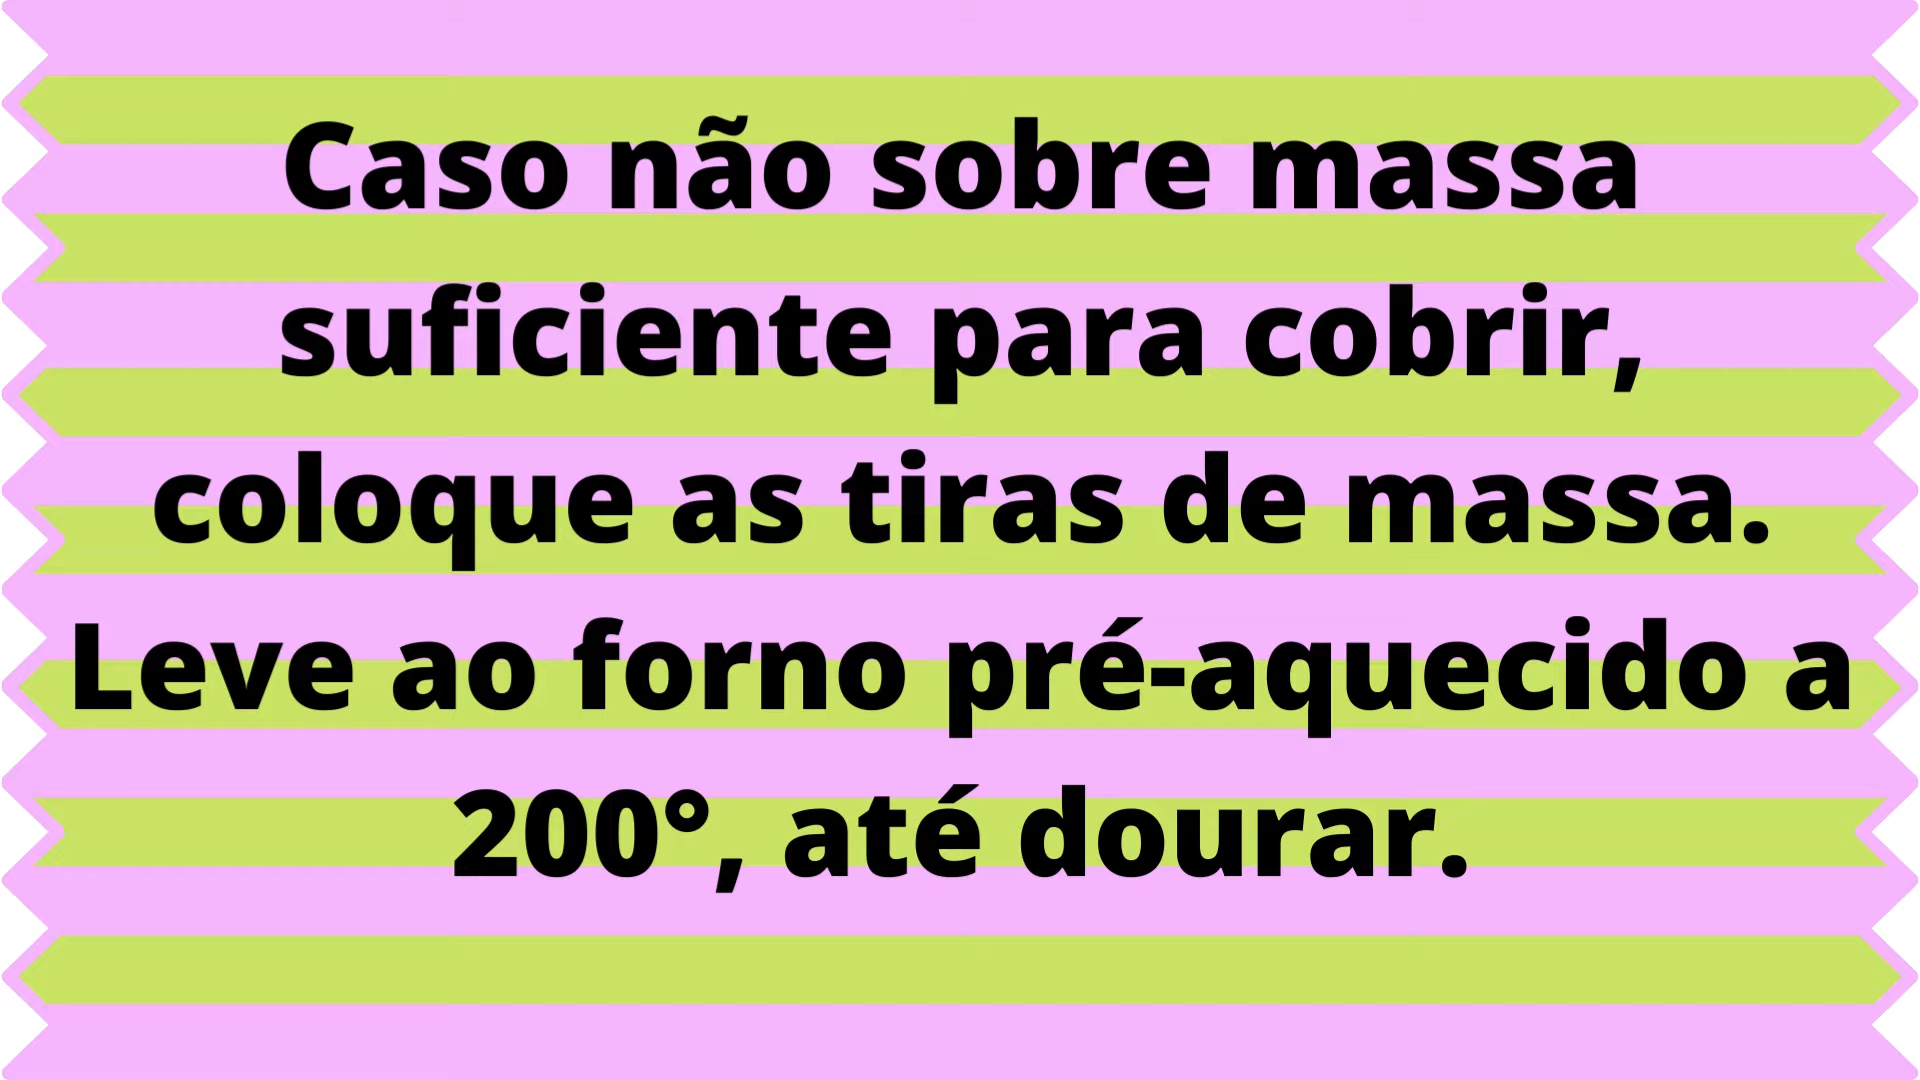 Caso não sobre massa
suficiente para cobrir,
coloque as tiras de massa.
Leve ao forno pré-aquecido a
200°, até dourar.